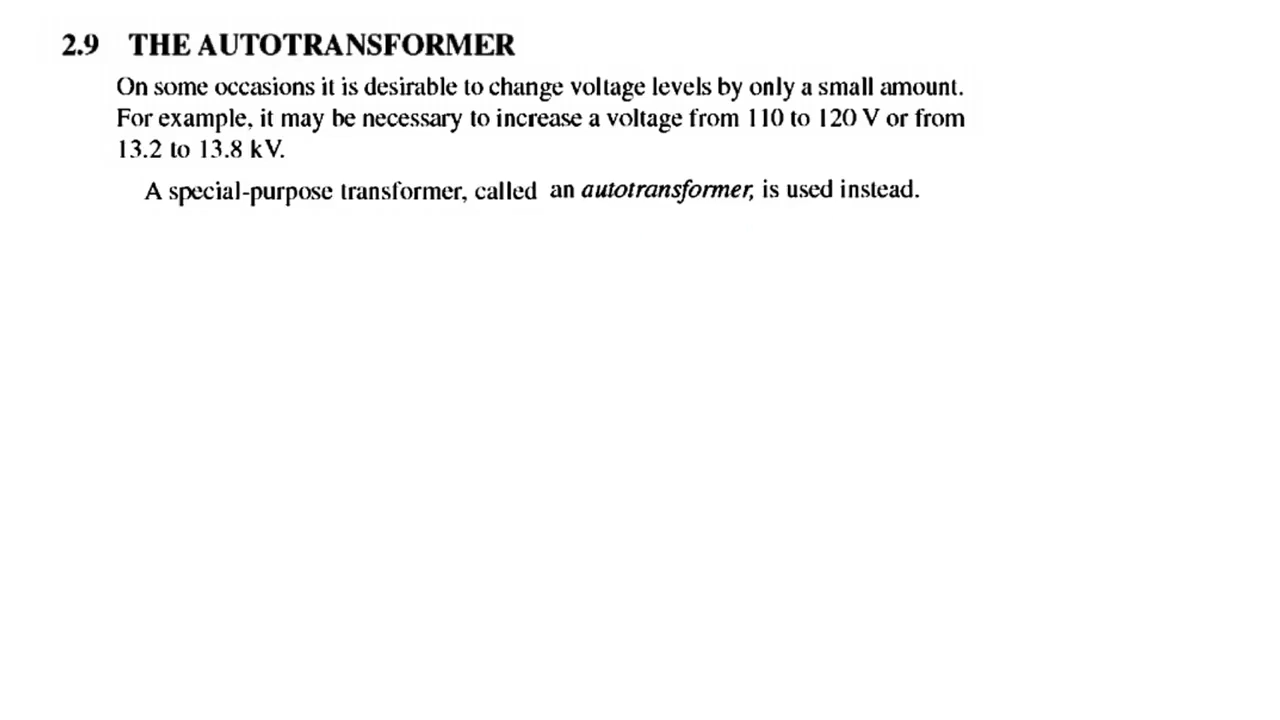 2.9 THE AUTOTRANSFORMER
On some occasions it is desirable to change voltage levels by only a small amount.
For example, it may be necessary to increase a voltage from 110 to 120 V or from
13.2 to 13.8 kV.
A special-purpose transformer, called an autotransformer, is used instead.